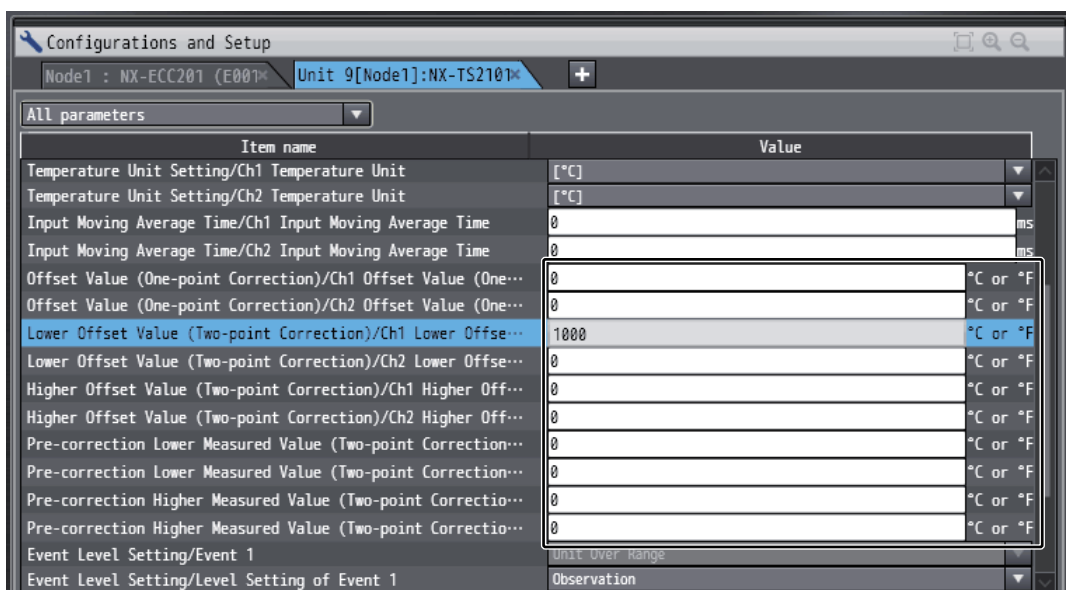 Configurations and Setup
Node1 : NX-ECC201 (E001× Unit 9[Node1]:NX-TS2101× +
All parameters
Item name Value
Temperature Unit Setting/Ch1 Temperature Unit [°C]
Temperature Unit Setting/Ch2 Temperature Unit [°C]
Input Moving Average Time/Ch1 Input Moving Average Time 0 ms
Input Moving Average Time/Ch2 Input Moving Average Time 0 ms
Offset Value (One-point Correction)/Ch1 Offset Value (One··· 0 °C or °F
Offset Value (One-point Correction)/Ch2 Offset Value (One··· 0 °C or °F
Lower Offset Value (Two-point Correction)/Ch1 Lower Offse··· 1000 °C or °F
Lower Offset Value (Two-point Correction)/Ch2 Lower Offse··· 0 °C or °F
Higher Offset Value (Two-point Correction)/Ch1 Higher Off··· 0 °C or °F
Higher Offset Value (Two-point Correction)/Ch2 Higher Off··· 0 °C or °F
Pre-correction Lower Measured Value (Two-point Correction··· 0 °C or °F
Pre-correction Lower Measured Value (Two-point Correction··· 0 °C or °F
Pre-correction Higher Measured Value (Two-point Correctio··· 0 °C or °F
Pre-correction Higher Measured Value (Two-point Correctio··· 0 °C or °F
Event Level Setting/Event 1 Unit Over Range
Event Level Setting/Level Setting of Event 1 Observation